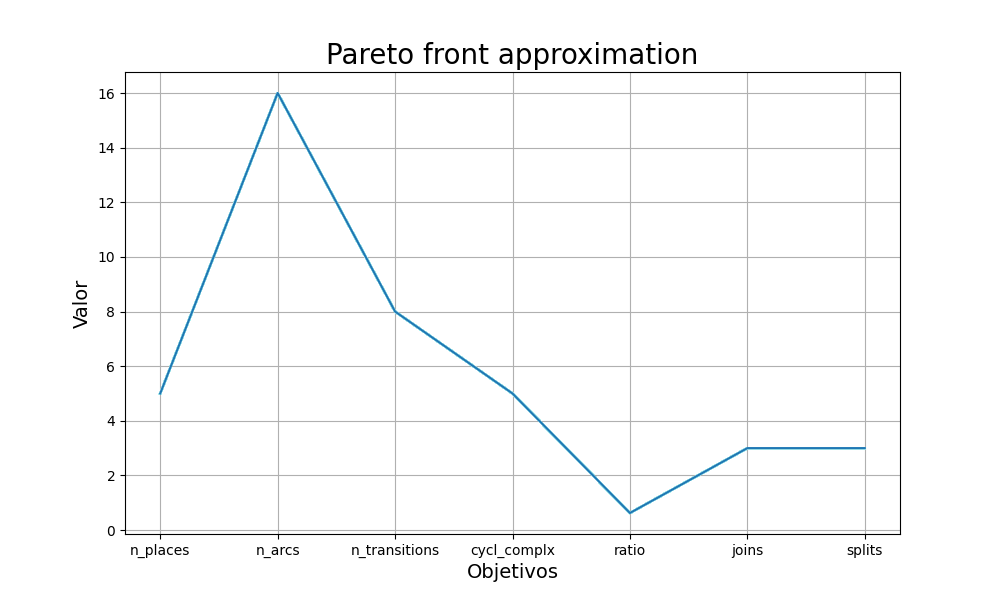 Pareto front approximation
16
14
12
10
8
6
4
2
0
Valor
n_places n_arcs n_transitions cycl_complx ratio joins splits
Objetivos